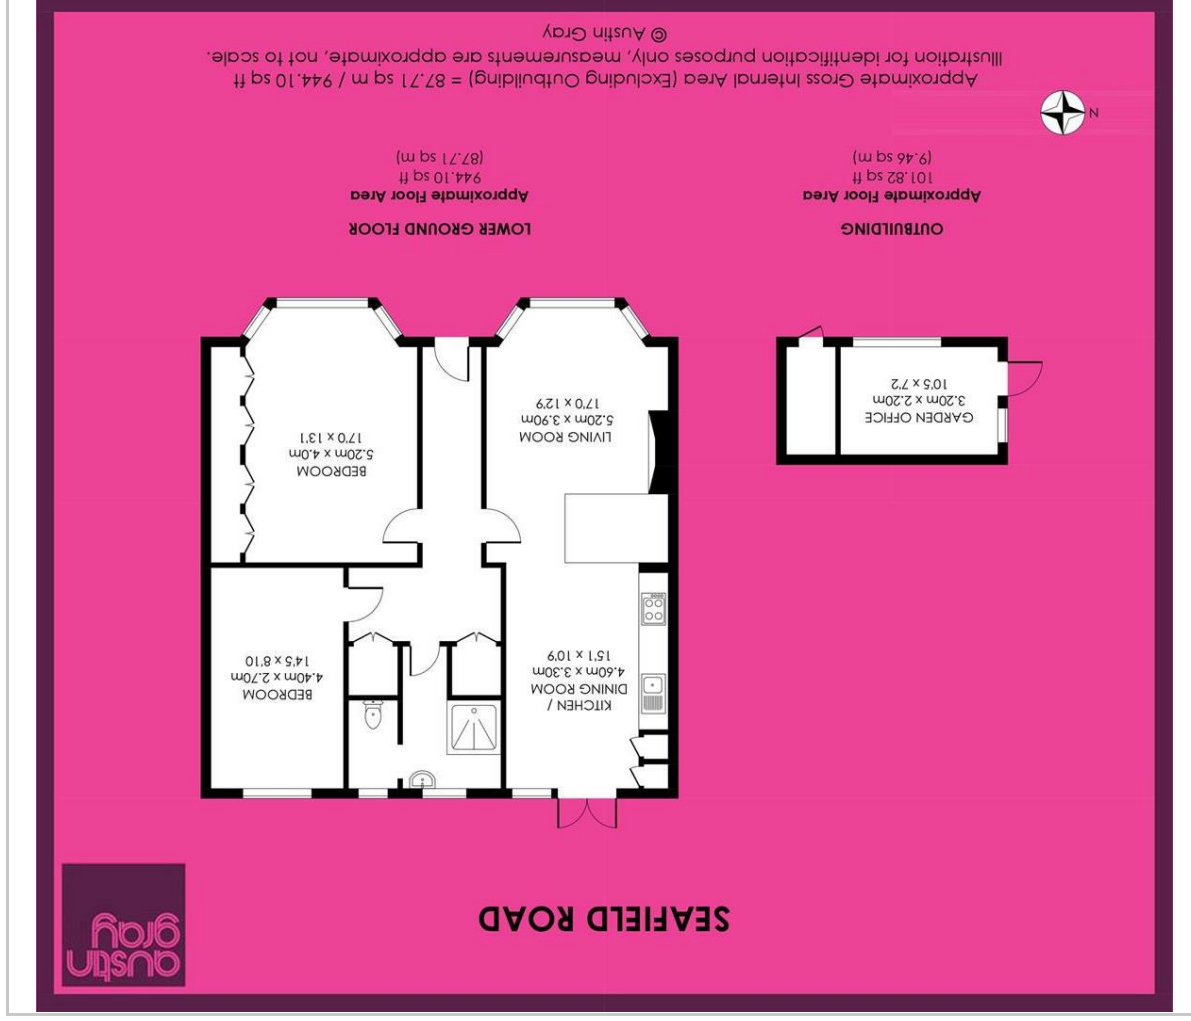 SEAFIELD ROAD
austin
gray
KITCHEN /
DINING ROOM
4.60m x 3.30m
15'1 x 10'9
BEDROOM
4.40m x 2.70m
14'5 x 8'10
LIVING ROOM
5.20m x 3.90m
17'0 x 12'9
BEDROOM
5.20m x 4.0m
17'0 x 13'1
GARDEN OFFICE
3.20m x 2.20m
10'5 x 7'2
OUTBUILDING
Approximate Floor Area
101.82 sq ft
(9.46 sq m)
LOWER GROUND FLOOR
Approximate Floor Area
944.10 sq ft
(87.71 sq m)
N
Approximate Gross Internal Area (Excluding Outbuilding) = 87.71 sq m / 944.10 sq ft
Illustration for identification purposes only, measurements are approximate, not to scale.
© Austin Gray